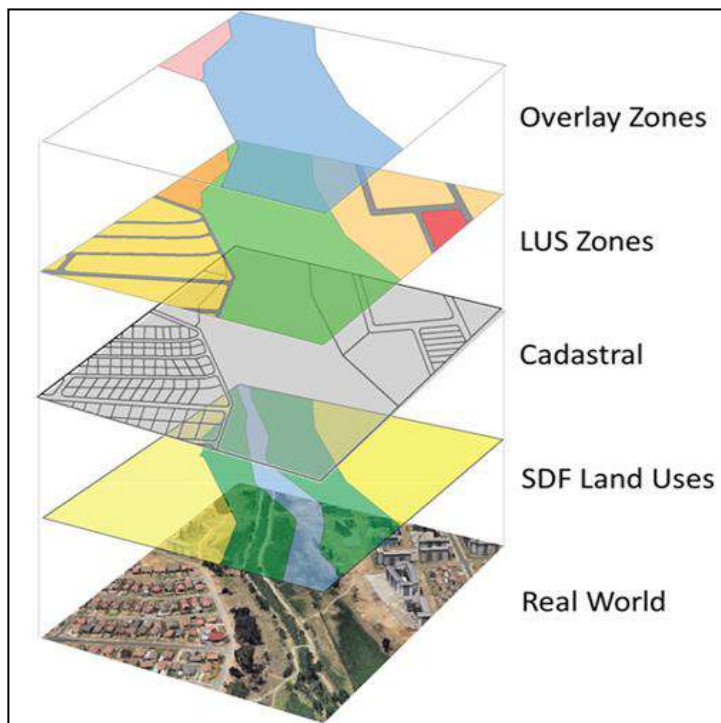 Overlay Zones
LUS Zones
Cadastral
SDF Land Uses
Real World